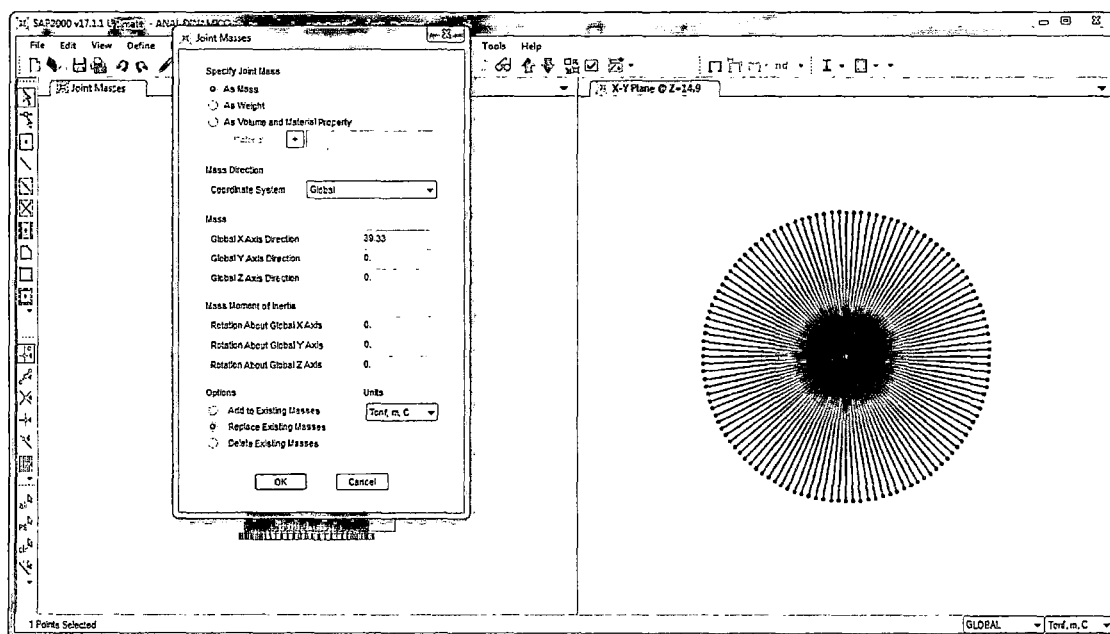 SAP2000 v17.1.1 Ultimate - ANAL
File Edit View Define
Tools Help
Joint Masses
Joint Masses
X-Y Plane @ Z=14.9
Specify Joint Mass
As Mass
As Weight
As Volume and Material Property
Material
+
Mass Direction
Coordinate System Global
Mass
Global X Axis Direction 39.33
Global Y Axis Direction 0.
Global Z Axis Direction 0.
Mass Moment of Inertia
Rotation About Global X Axis 0.
Rotation About Global Y Axis 0.
Rotation About Global Z Axis 0.
Options Units
Add to Existing Masses Tonf, m, C
Replace Existing Masses
Delete Existing Masses
OK Cancel
nd
1 Points Selected GLOBAL Tonf, m, C